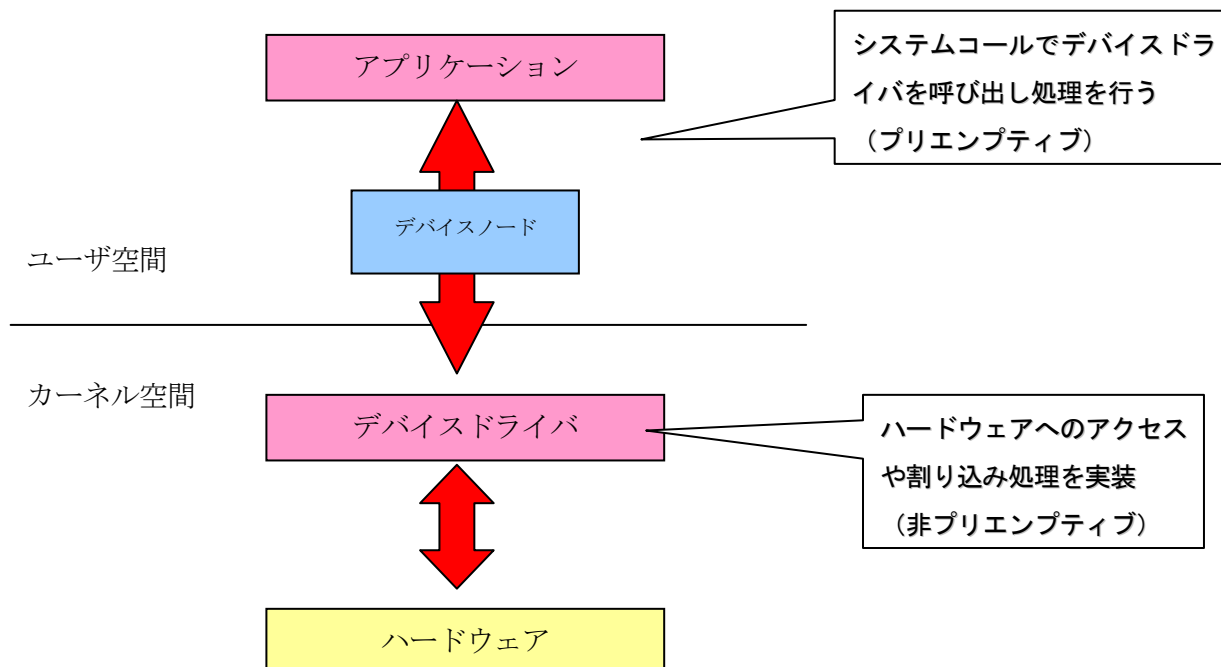 アプリケーション
システムコールでデバイスドラ
イバを呼び出し処理を行う
(プリエンプティブ)
デバイスノード
ユーザ空間
カーネル空間
デバイスドライバ
ハードウェアへのアクセス
や割り込み処理を実装
(非プリエンプティブ)
ハードウェア